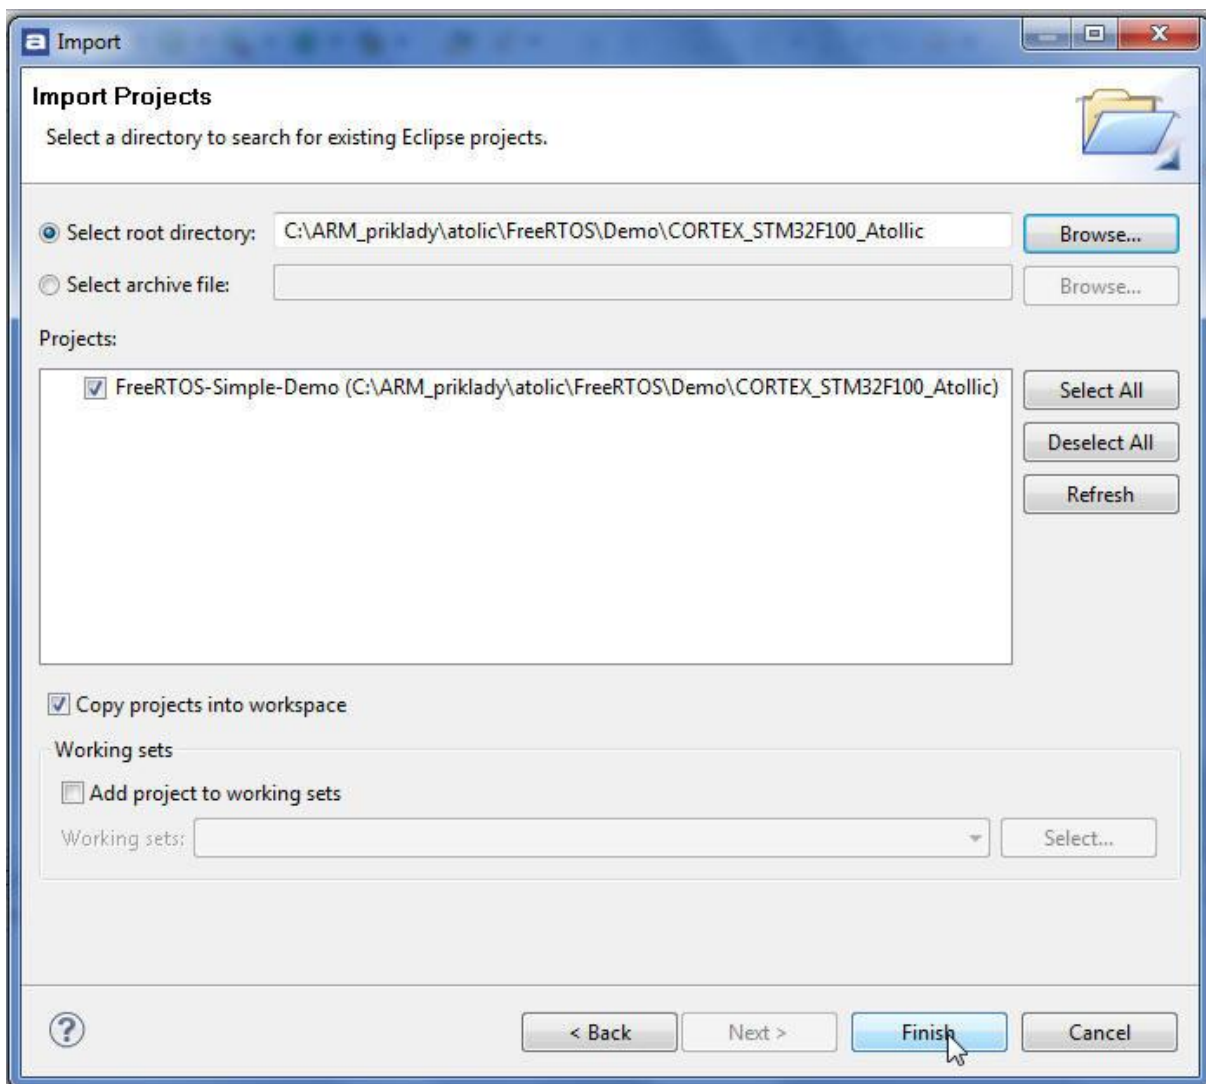 a Import
Import Projects
Select a directory to search for existing Eclipse projects.
Select root directory: C:\ARM_priklady\atolic\FreeRTOS\Demo\CORTEX_STM32F100_Atollic Browse...
Select archive file: Browse...
Projects:
FreeRTOS-Simple-Demo (C:\ARM_priklady\atolic\FreeRTOS\Demo\CORTEX_STM32F100_Atollic) Select All
Deselect All
Refresh
Copy projects into workspace
Working sets
Add project to working sets
Working sets: Select...
? < Back Next > Finish Cancel